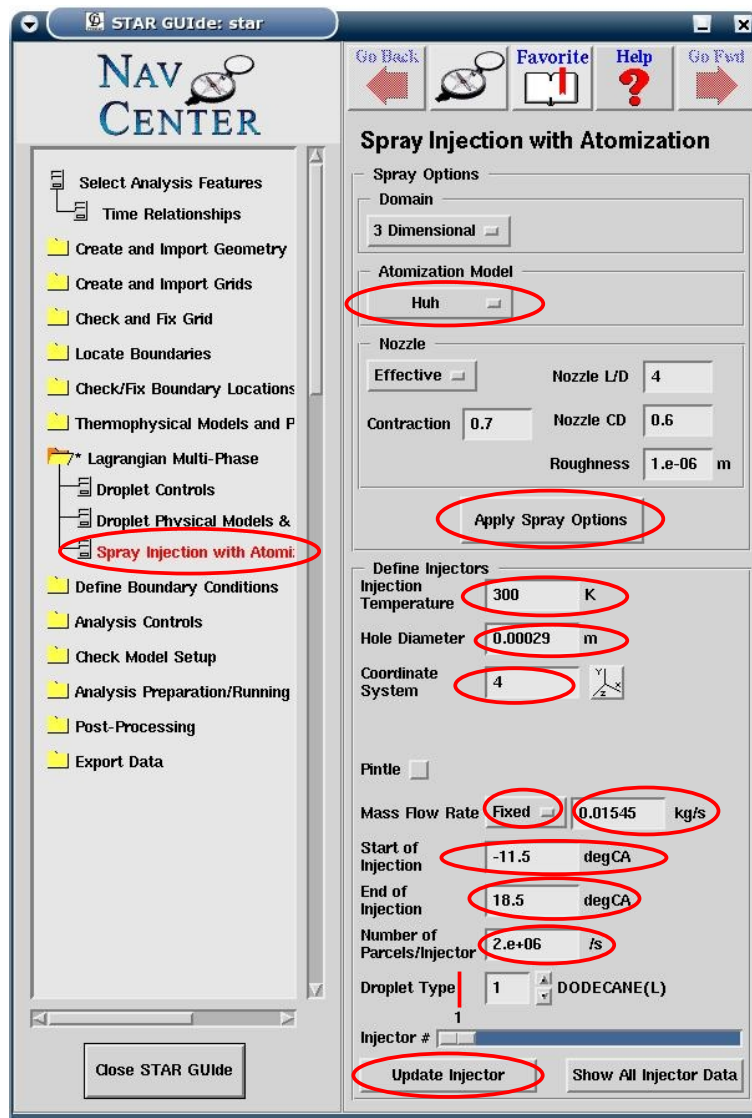 STAR GUIde: star
NAV
CENTER
Select Analysis Features
Time Relationships
Create and Import Geometry
Create and Import Grids
Check and Fix Grid
Locate Boundaries
Check/Fix Boundary Locations
Thermophysical Models and P
* Lagrangian Multi-Phase
Droplet Controls
Droplet Physical Models &
Spray Injection with Atomi
Define Boundary Conditions
Analysis Controls
Check Model Setup
Analysis Preparation/Running
Post-Processing
Export Data
Close STAR GUIde
Go Back Favorite Help Go Fwd
Spray Injection with Atomization
Spray Options
Domain
3 Dimensional
Atomization Model
Huh
Nozzle
Effective Nozzle L/D 4
Contraction 0.7 Nozzle CD 0.6
Roughness 1.e-06 m
Apply Spray Options
Define Injectors
Injection
Temperature 300 K
Hole Diameter 0.00029 m
Coordinate
System 4
Y
X
Z
Pintle
Mass Flow Rate Fixed 0.01545 kg/s
Start of
Injection -11.5 degCA
End of
Injection 18.5 degCA
Number of
Parcels/Injector 2.e+06 /s
Droplet Type 1 DODECANE(L)
1
Injector #
Update Injector Show All Injector Data